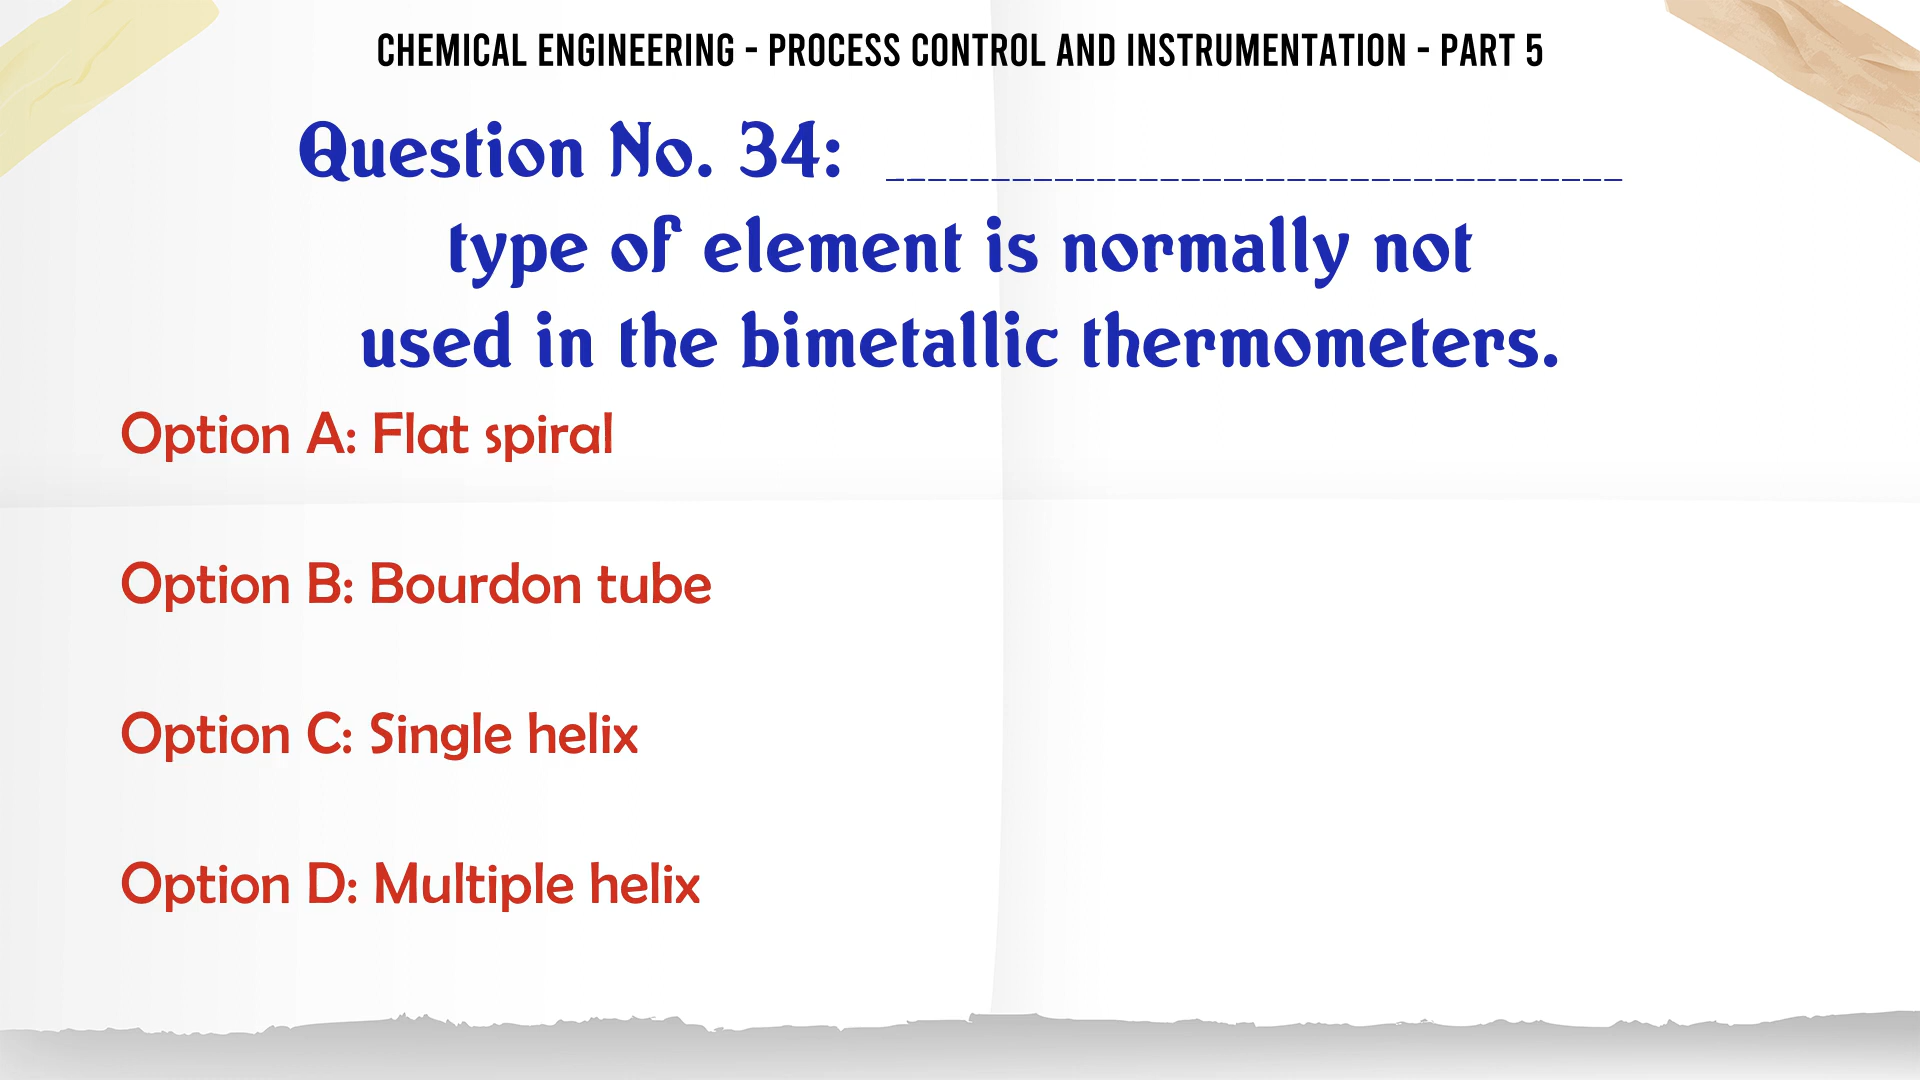 CHEMICAL ENGINEERING - PROCESS CONTROL AND INSTRUMENTATION - PART 5
Question No. 34: ___________________________________
type of element is normally not
used in the bimetallic thermometers.
Option A: Flat spiral
Option B: Bourdon tube
Option C: Single helix
Option D: Multiple helix